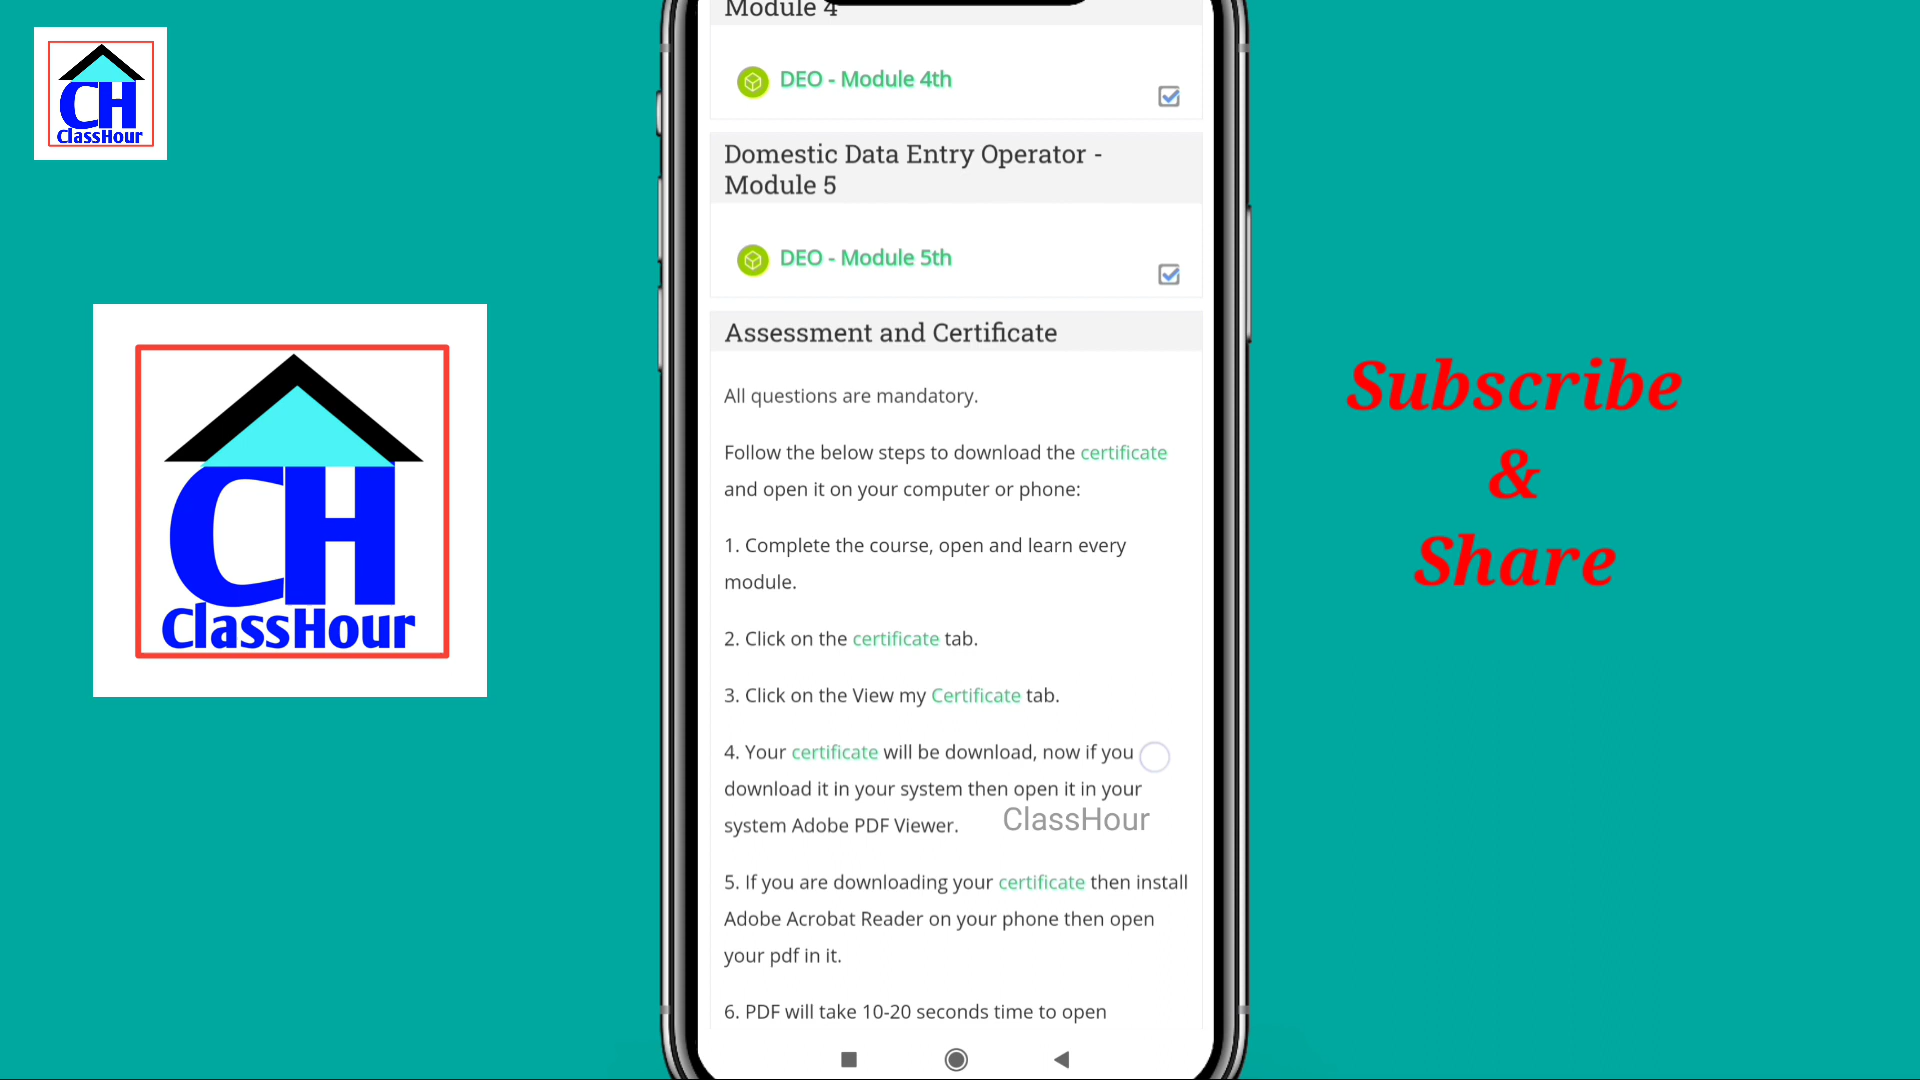 CH
ClassHour
CH
ClassHour
Module 4
DEO - Module 4th
Domestic Data Entry Operator -
Module 5
DEO - Module 5th
Assessment and Certificate
All questions are mandatory.
Follow the below steps to download the certificate
and open it on your computer or phone:
1. Complete the course, open and learn every
module.
2. Click on the certificate tab.
3. Click on the View my Certificate tab.
4. Your certificate will be download, now if you
download it in your system then open it in your
system Adobe PDF Viewer.
ClassHour
5. If you are downloading your certificate then install
Adobe Acrobat Reader on your phone then open
your pdf in it.
6. PDF will take 10-20 seconds time to open
Subscribe
&
Share